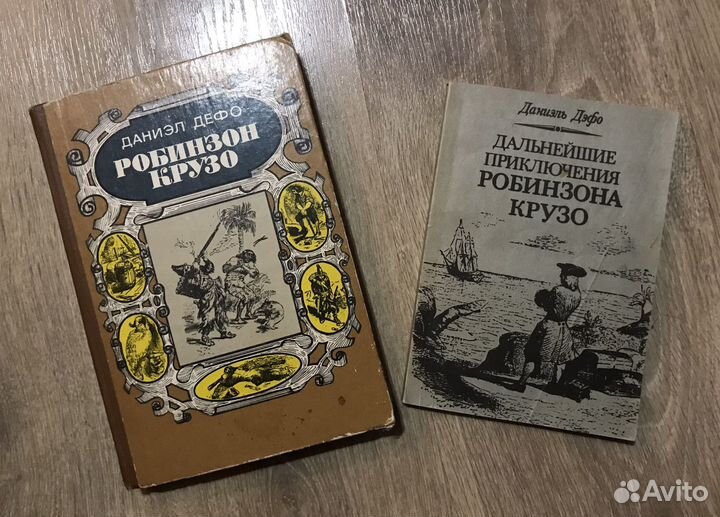 ДАНИЭЛ ДЕФО
РОБИНЗОН
КРУЗО
Даниэль Дэфо
ДАЛЬНЕЙШИЕ
ПРИКЛЮЧЕНИЯ
РОБИНЗОНА
КРУЗО
Avito